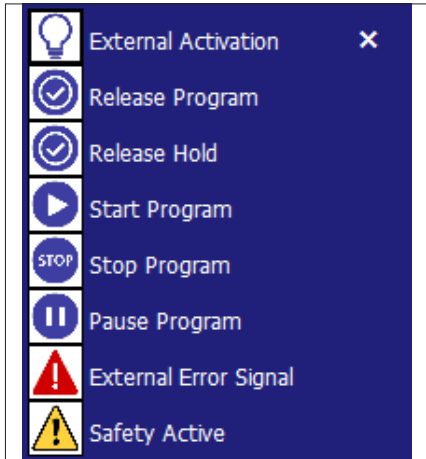 External Activation ×
Release Program
Release Hold
Start Program
STOP Stop Program
Pause Program
External Error Signal
Safety Active